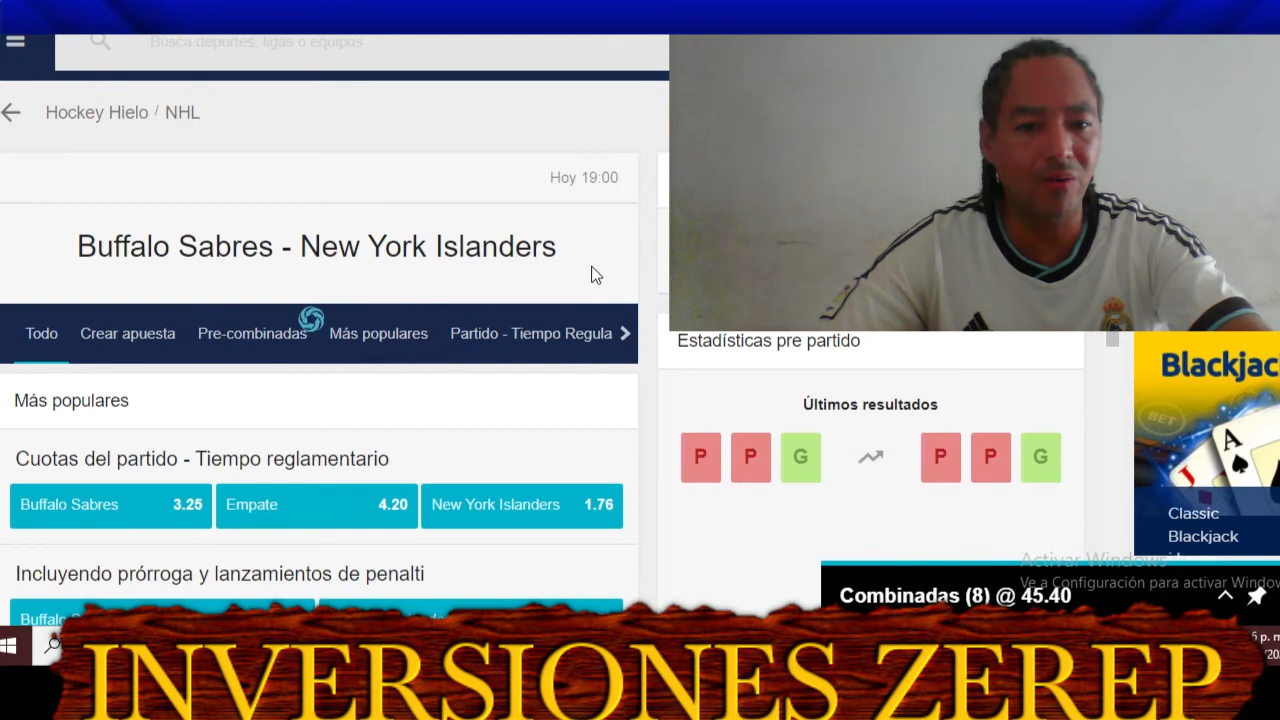 Busca deportes, ligas o equipos
Hockey Hielo / NHL
Hoy 19:00
Buffalo Sabres - New York Islanders
Todo
Crear apuesta
Pre-combinadas
Más populares
Partido - Tiempo Regula
Más populares
Cuotas del partido - Tiempo reglamentario
Buffalo Sabres 3.25
Empate 4.20
New York Islanders 1.76
Incluyendo prórroga y lanzamientos de penalti
Estadísticas pre partido
Últimos resultados
P P G P P G
Blackjac
BET
A
J
Classic
Blackjack
Activar Windows
Ve a Configuración para activar Window
Combinadas (8) @ 45.40
INVERSIONES ZEREP